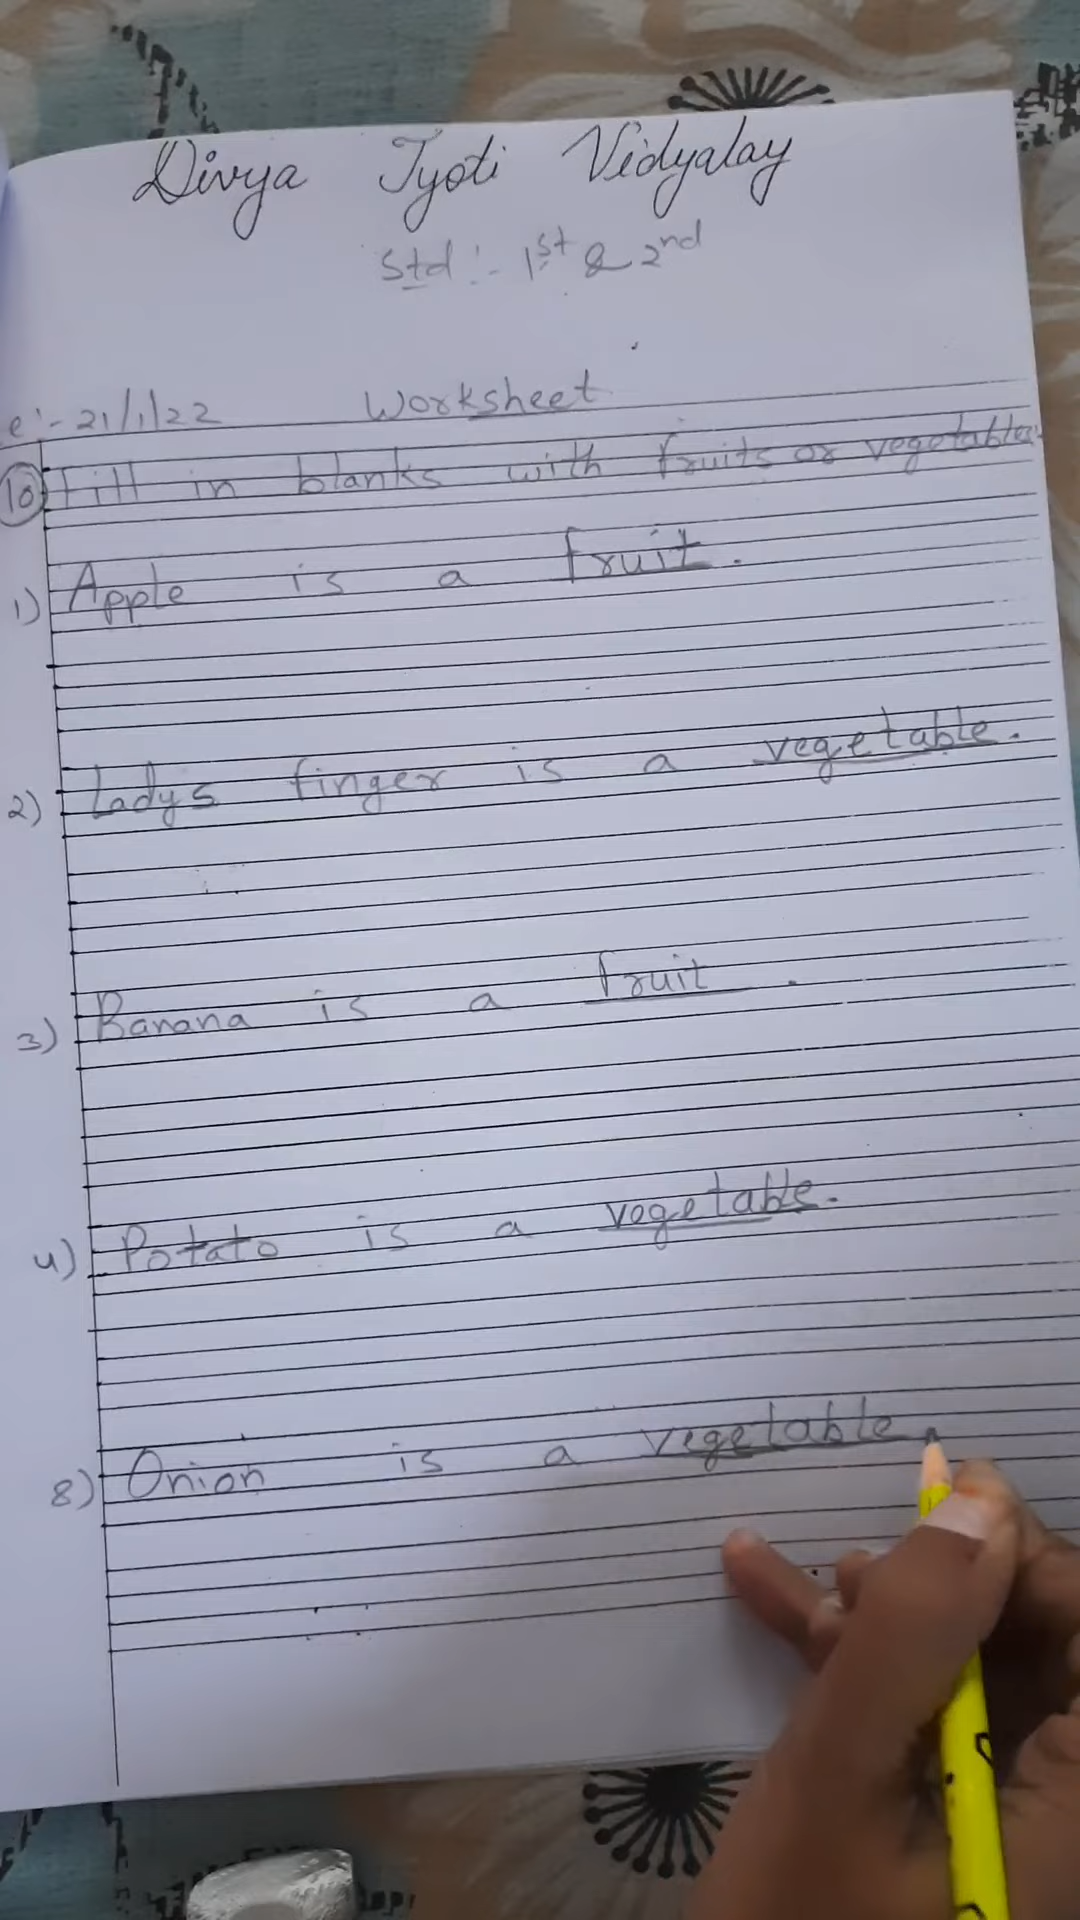 Divya Jyoti Vidyalay
Std :- 1st & 2nd
e :- 21/1/22 Worksheet
10 Fill in blanks with fruits or vegetable.
1) Apple is a fruit.
2) Ladys finger is a vegetable.
3) Banana is a fruit.
4) Potato is a vegetable.
8) Onion is a vegetable.